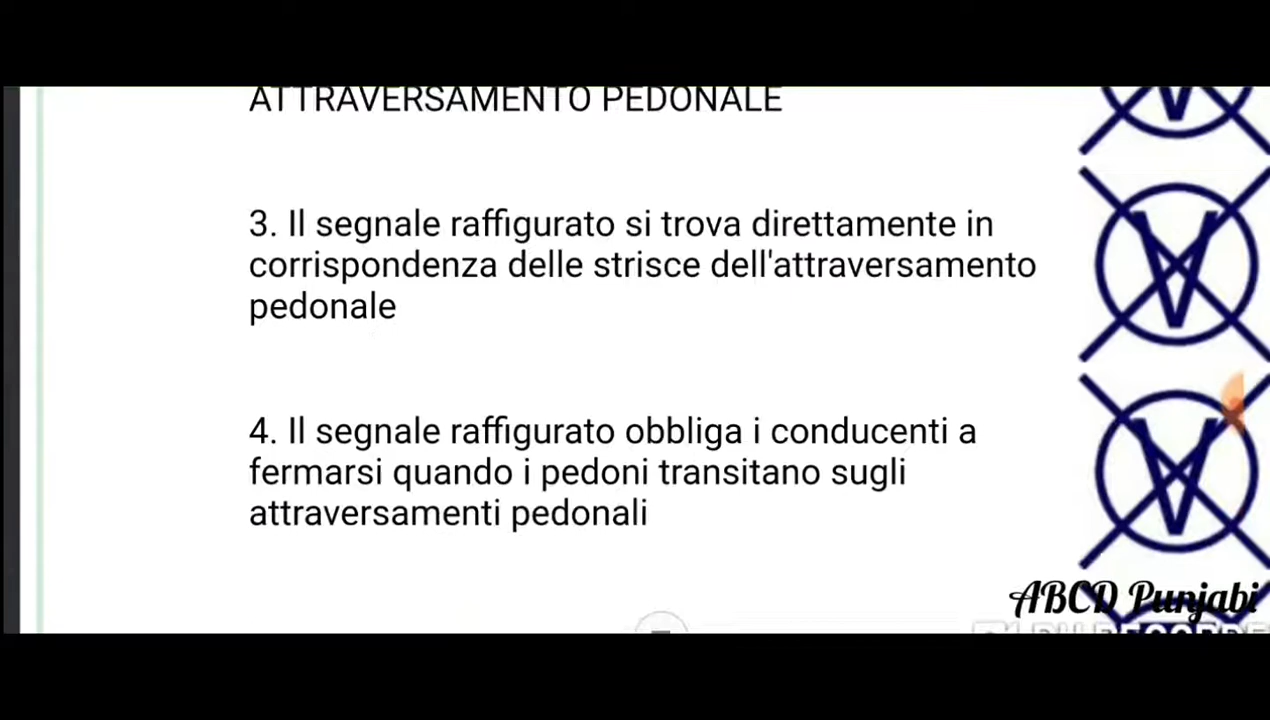 ATTRAVERSAMENTO PEDONALE
3. Il segnale raffigurato si trova direttamente in
corrispondenza delle strisce dell'attraversamento
pedonale
V
4. Il segnale raffigurato obbliga i conducenti a
fermarsi quando i pedoni transitano sugli
attraversamenti pedonali
V
ABCD Punjabi